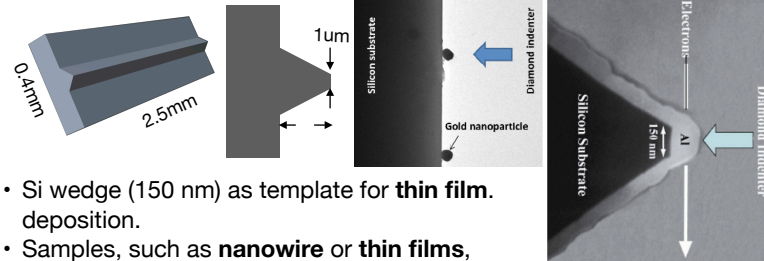 0.4mm
2.5mm
1um
Silicon substrate
Gold nanoparticle
Diamond indenter
Electrons
Silicon Substrate
150 nm
Al
Diamond Indenter
• Si wedge (150 nm) as template for thin film.
deposition.
• Samples, such as nanowire or thin films,